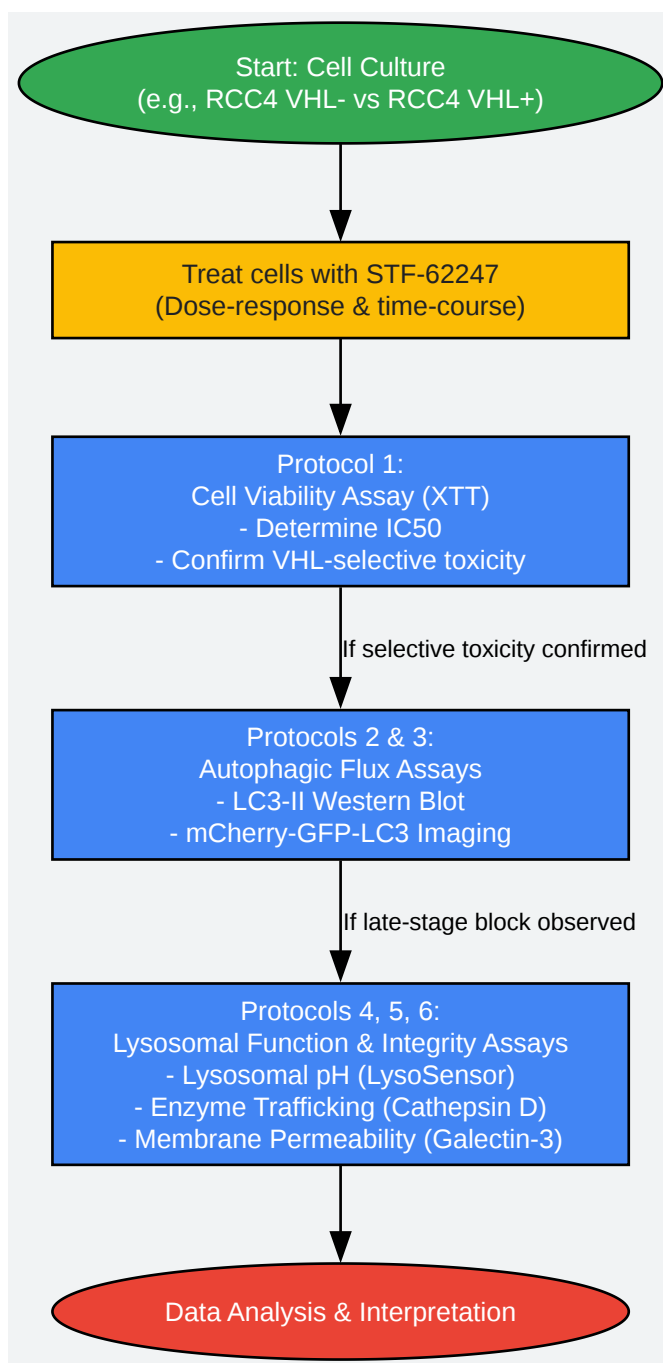 Start: Cell Culture
(e.g., RCC4 VHL- vs RCC4 VHL+)
Treat cells with STF-62247
(Dose-response & time-course)
Protocol 1:
Cell Viability Assay (XTT)
- Determine IC50
- Confirm VHL-selective toxicity
If selective toxicity confirmed
Protocols 2 & 3:
Autophagic Flux Assays
- LC3-II Western Blot
- mCherry-GFP-LC3 Imaging
If late-stage block observed
Protocols 4, 5, 6:
Lysosomal Function & Integrity Assays
- Lysosomal pH (LysoSensor)
- Enzyme Trafficking (Cathepsin D)
- Membrane Permeability (Galectin-3)
Data Analysis & Interpretation